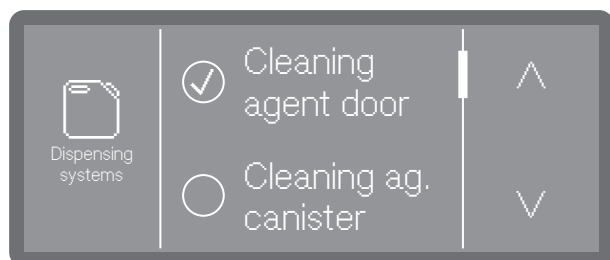 Dispensing
systems
Cleaning
agent door
Cleaning ag.
canister